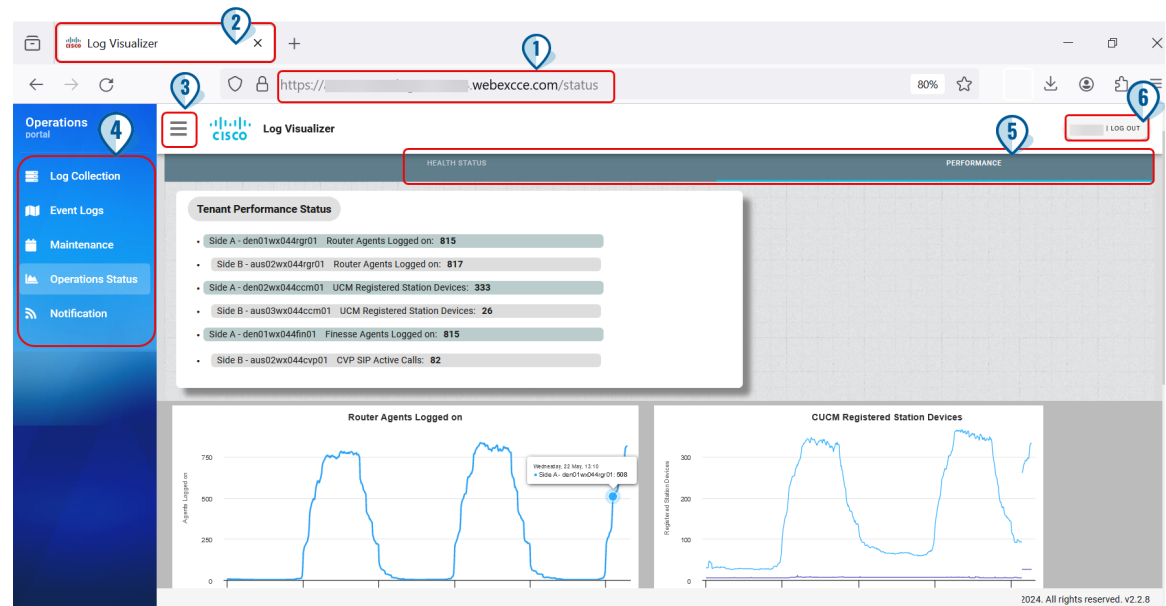 2
Log Visualizer
1
3
https://
.webexcce.com/status
80%
6
Operations
portal
4
CISCO
Log Visualizer
5
| LOG OUT
HEALTH STATUS
PERFORMANCE
Log Collection
Event Logs
Maintenance
Operations Status
Notification
Tenant Performance Status
• Side A - den01wx044rgr01 Router Agents Logged on: 815
• Side B - aus02wx044rgr01 Router Agents Logged on: 817
• Side A - den02wx044ccm01 UCM Registered Station Devices: 333
• Side B - aus03wx044ccm01 UCM Registered Station Devices: 26
• Side A - den01wx044fin01 Finesse Agents Logged on: 815
• Side B - aus02wx044cvp01 CVP SIP Active Calls: 82
Router Agents Logged on
Agents Logged on
750
500
250
0
Wednesday, 22 May, 13:10
• Side A - den01wx044rgr01: 508
CUCM Registered Station Devices
Registered Station Devices
300
200
100
0
2024. All rights reserved. v2.2.8